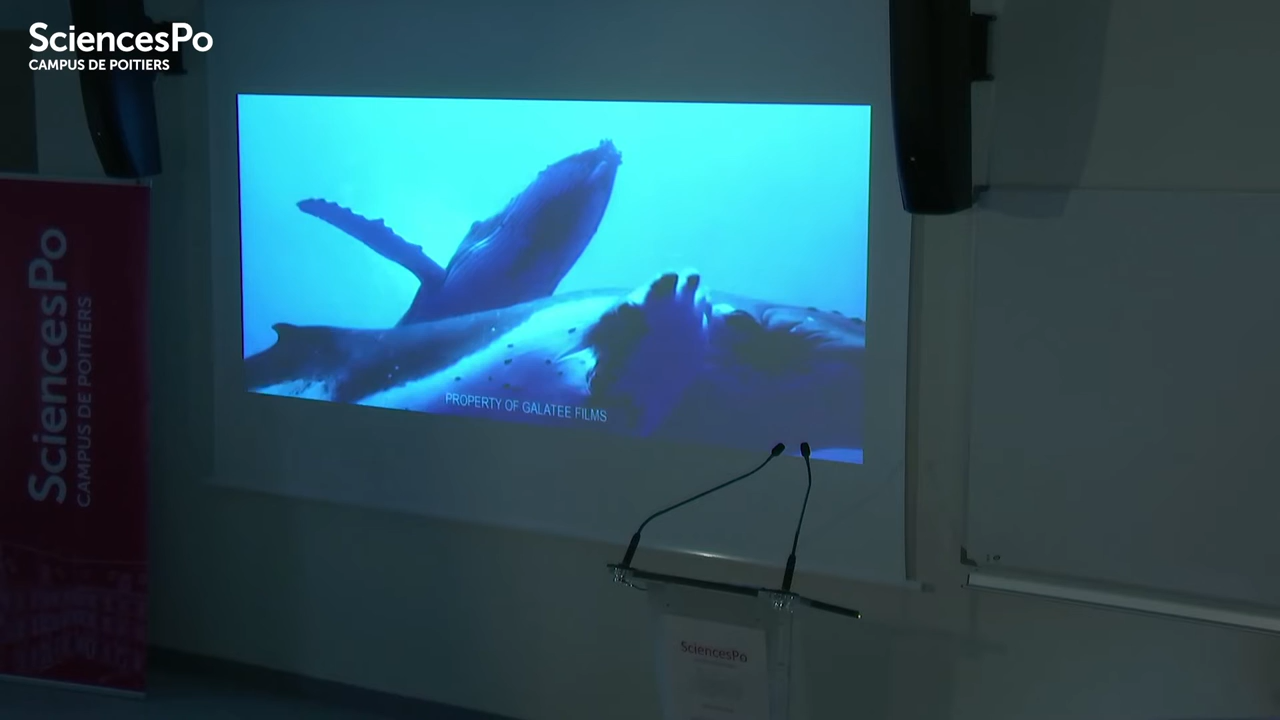 SciencesPo
CAMPUS DE POITIERS
SciencesPo
CAMPUS DE POITIERS
PROPERTY OF GALATEE FILMS
SciencesPo